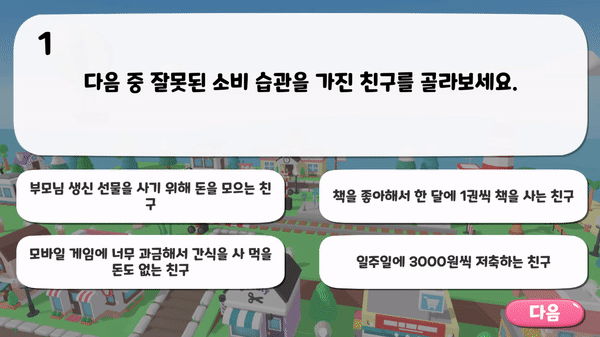 1
다음 중 잘못된 소비 습관을 가진 친구를 골라보세요.
부모님 생신 선물을 사기 위해 돈을 모으는 친
구
책을 좋아해서 한 달에 1권씩 책을 사는 친구
모바일 게임에 너무 과금해서 간식을 사 먹을
돈도 없는 친구
일주일에 3000원씩 저축하는 친구
다음